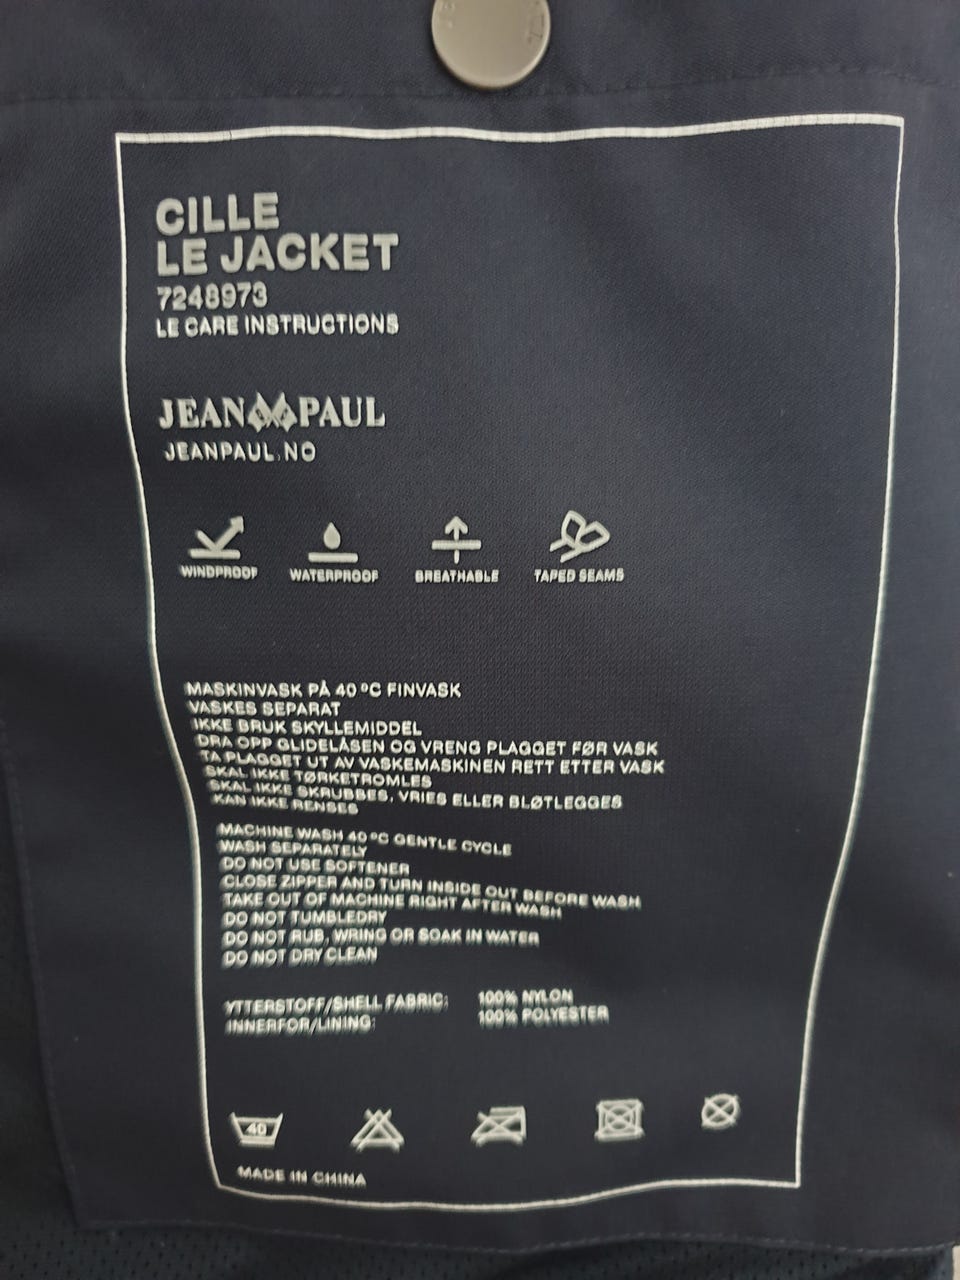 CILLE
LE JACKET
7248973
LE CARE INSTRUCTIONS
JEAN PAUL
JEANPAUL.NO
WINDPROOF WATERPROOF BREATHABLE TAPED SEAMS
MASKINVASK PÅ 40 ºC FINVASK
VASKES SEPARAT
IKKE BRUK SKYLLEMIDDEL
DRA OPP GLIDELÅSEN OG VRENG PLAGGET FØR VASK
TA PLAGGET UT AV VASKEMASKINEN RETT ETTER VASK
SKAL IKKE TØRKETROMLES
SKAL IKKE SKRUBBES, VRIES ELLER BLØTLEGGES
KAN IKKE RENSES
MACHINE WASH 40 ºC GENTLE CYCLE
WASH SEPARATELY
DO NOT USE SOFTENER
CLOSE ZIPPER AND TURN INSIDE OUT BEFORE WASH
TAKE OUT OF MACHINE RIGHT AFTER WASH
DO NOT TUMBLEDRY
DO NOT RUB, WRING OR SOAK IN WATER
DO NOT DRY CLEAN
YTTERSTOFF/SHELL FABRIC: 100% NYLON
INNERFOR/LINING: 100% POLYESTER
40
MADE IN CHINA